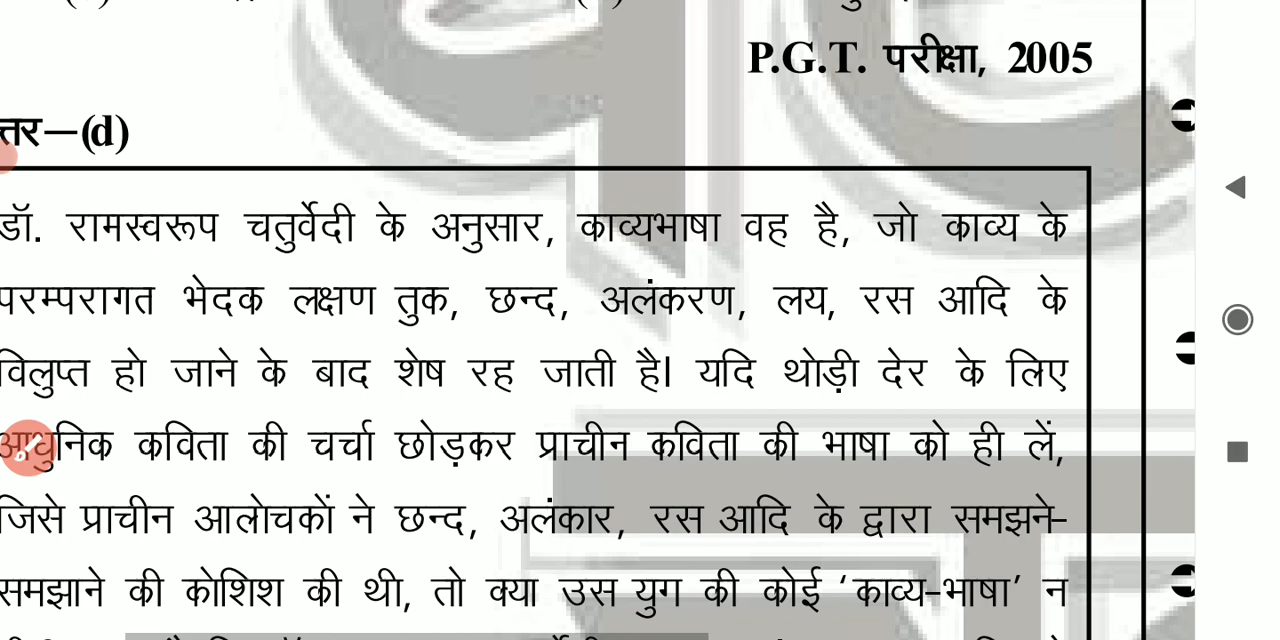 P.G.T. परीक्षा, 2005
त्तर—(d)
डॉ. रामस्वरूप चतुर्वेदी के अनुसार, काव्यभाषा वह है, जो काव्य के
परम्परागत भेदक लक्षण तुक, छन्द, अलंकरण, लय, रस आदि के
विलुप्त हो जाने के बाद शेष रह जाती है। यदि थोड़ी देर के लिए
आधुनिक कविता की चर्चा छोड़कर प्राचीन कविता की भाषा को ही लें,
जिसे प्राचीन आलोचकों ने छन्द, अलंकार, रस आदि के द्वारा समझने-
समझाने की कोशिश की थी, तो क्या उस युग की कोई ‘काव्य-भाषा’ न